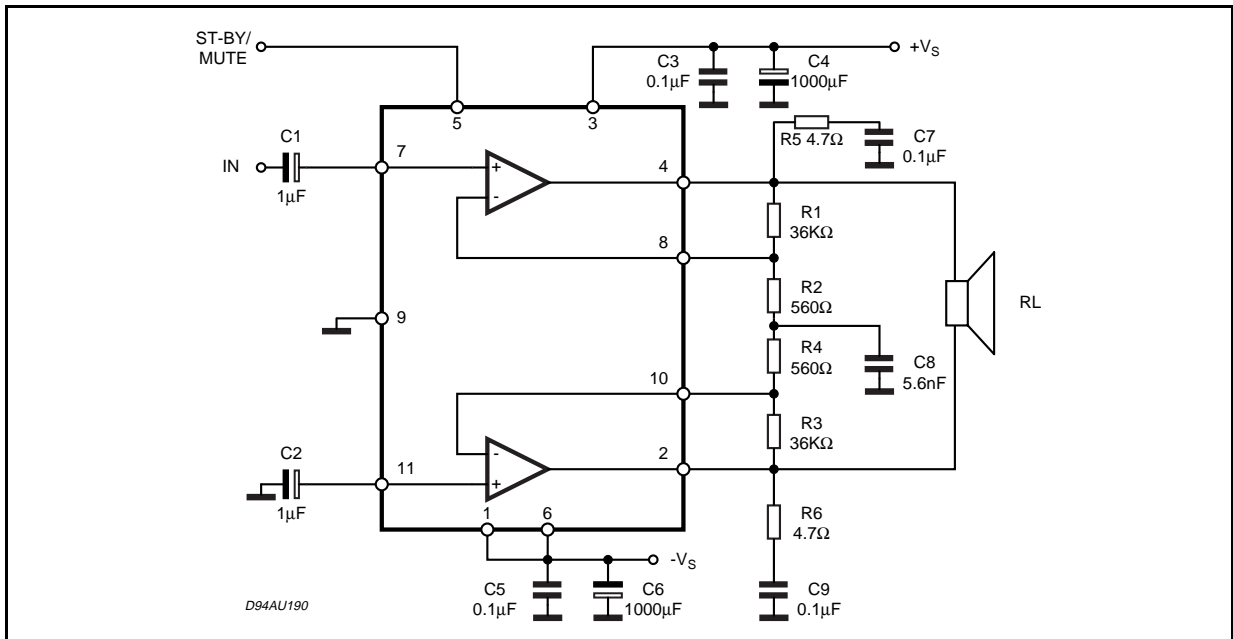 ST-BY/
MUTE
+VS
C3
0.1µF
C4
1000µF
5
3
R5 4.7Ω
C7
0.1µF
C1
IN
1µF
7
+
-
4
R1
36KΩ
8
R2
560Ω
RL
9
R4
560Ω
C8
5.6nF
10
R3
36KΩ
C2
1µF
11
-
+
2
1
6
R6
4.7Ω
-VS
C5
0.1µF
C6
1000µF
C9
0.1µF
D94AU190